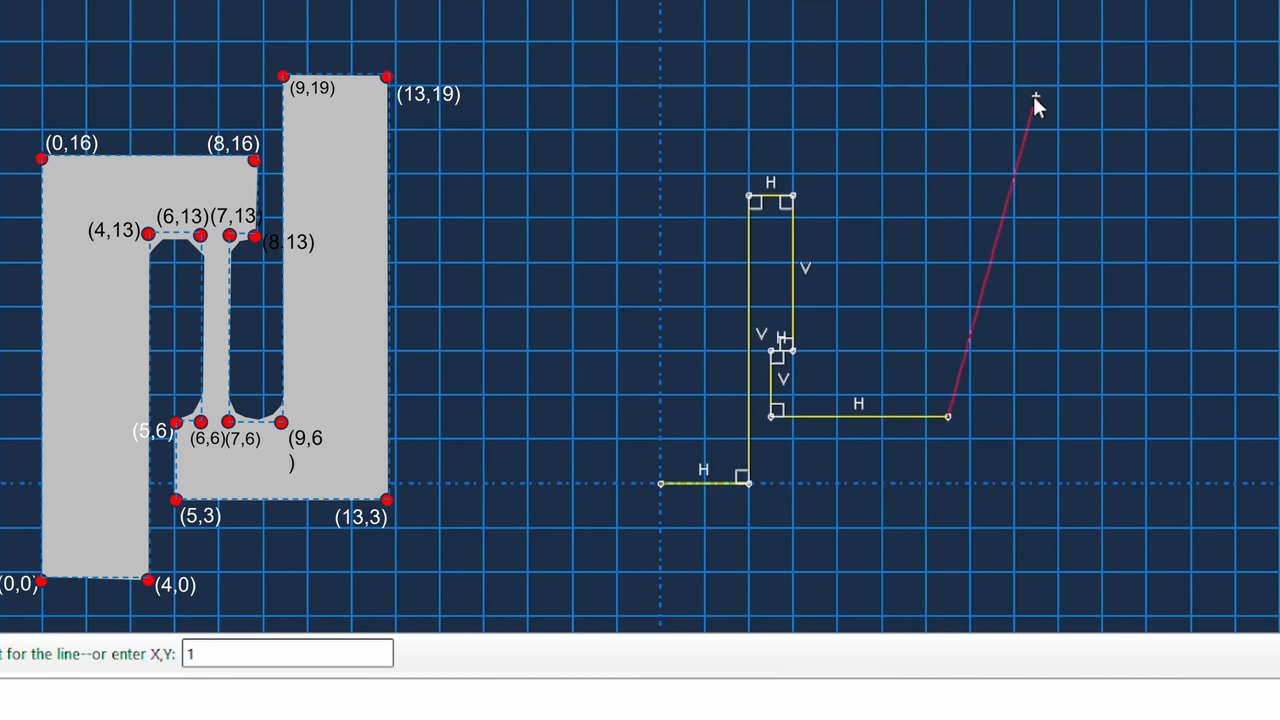 (9,19)
(13,19)
(0,16)
(8,16)
(6,13)
(7,13)
(4,13)
(8.13)
H
V
V
H
V
H
(5,6)
(6,6)
(7,6)
(9,6
)
H
(5,3)
(13,3)
(0,0)
(4,0)
t for the line--or enter X,Y: 1